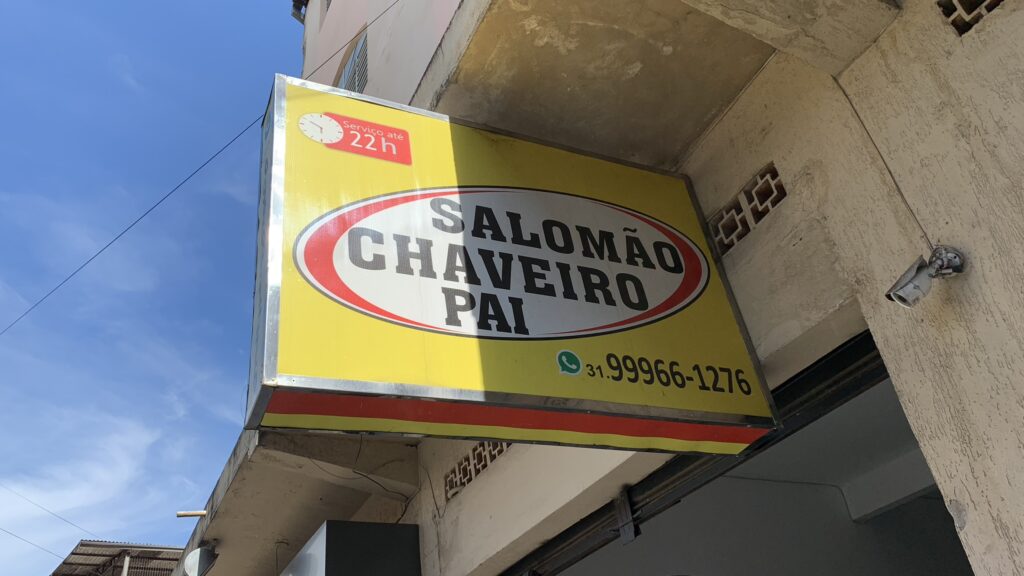 Serviço até
22h
SALOMÃO
CHAVEIRO
PAI
31.99966-1276